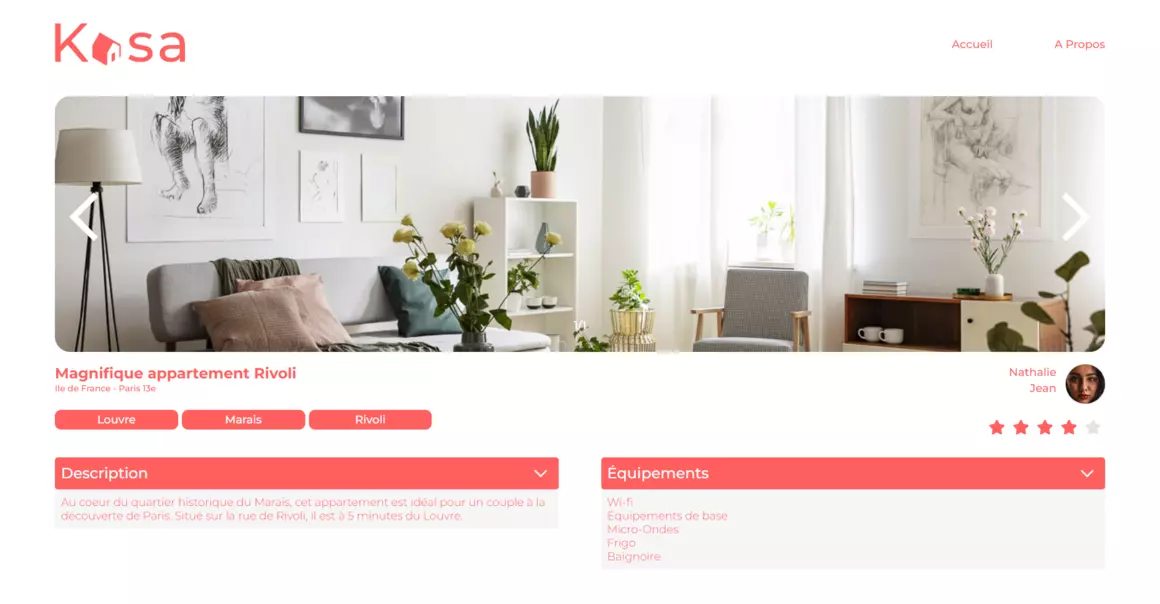 Kasa
Accueil
A Propos
Magnifique appartement Rivoli
Ile de France - Paris 13e
Nathalie
Jean
Louvre
Marais
Rivoli
Description
Au coeur du quartier historique du Marais, cet appartement est idéal pour un couple à la
découverte de Paris. Situé sur la rue de Rivoli, il est à 5 minutes du Louvre.
Équipements
Wi-fi
Équipements de base
Micro-Ondes
Frigo
Baignoire